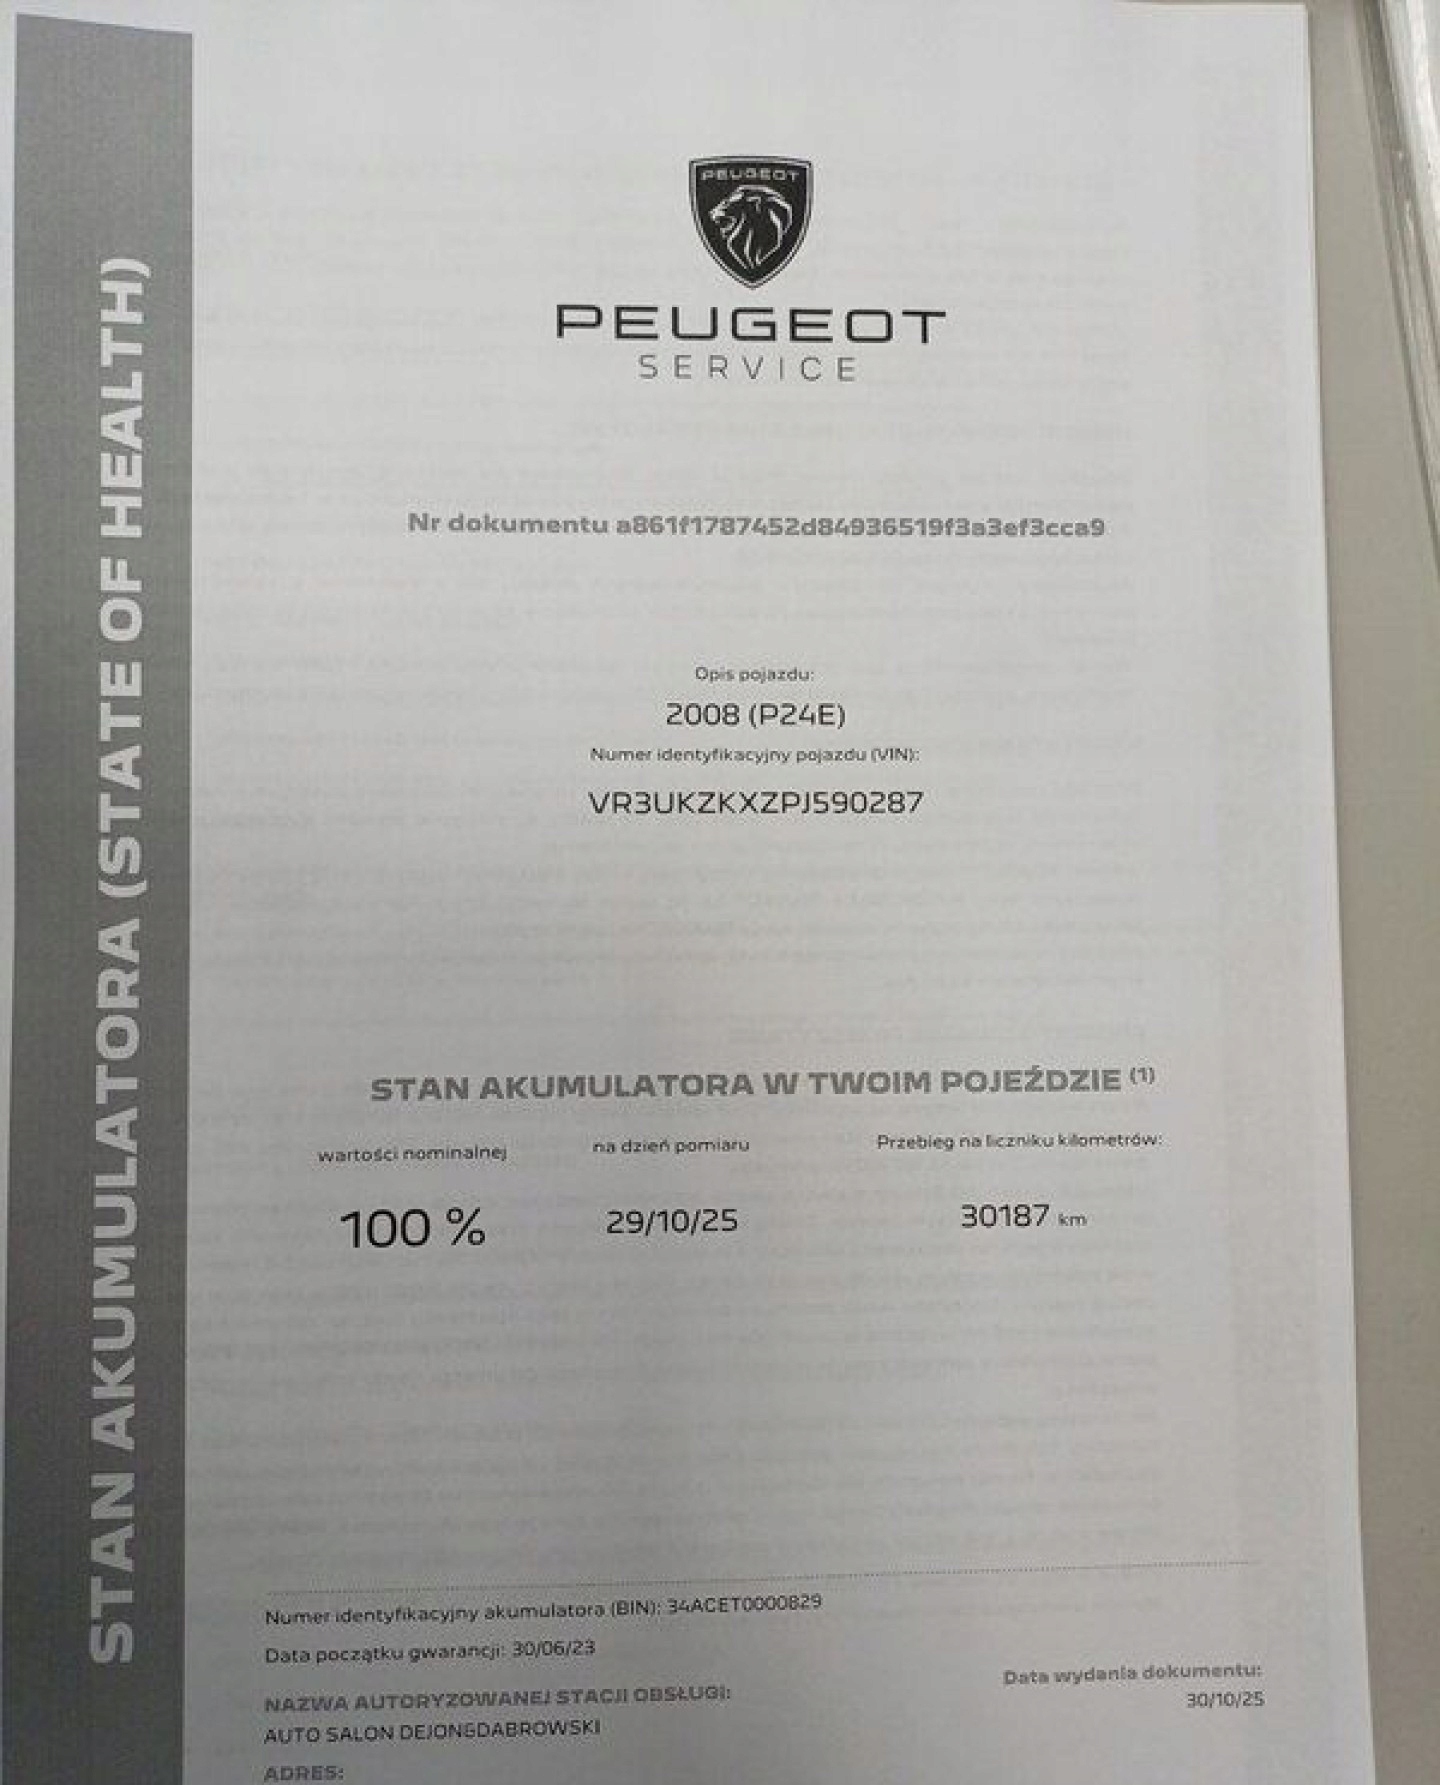 STAN AKUMULATORA (STATE OF HEALTH)
PEUGEOT
PEUGEOT
SERVICE
Nr dokumentu a861f1787452d84936519f3a3ef3cca9
Opis pojazdu:
2008 (P24E)
Numer identyfikacyjny pojazdu (VIN):
VR3UKZKXZPJ590287
STAN AKUMULATORA W TWOIM POJEŹDZIE (1)
wartości nominalnej na dzień pomiaru Przebieg na liczniku kilometrów:
100 % 29/10/25 30187 km
Numer identyfikacyjny akumulatora (BIN): 34ACET0000829
Data początku gwarancji: 30/06/23
Data wydania dokumentu:
30/10/25
NAZWA AUTORYZOWANEJ STACJI OBSŁUGI:
AUTO SALON DEJON&DABROWSKI
ADRES: